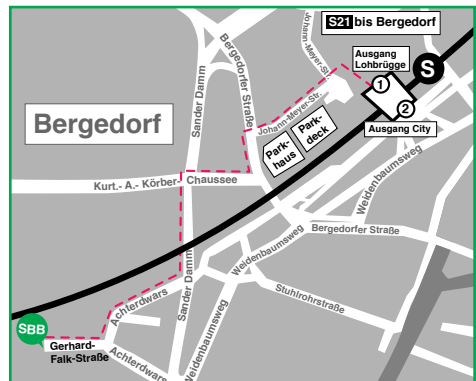 S21 bis Bergedorf
Ausgang
Lohbrügge
S
1
2
Ausgang City
Johann-Meyer-Str.
Johann-Meyer-Str.
Bergedorfer Straße
Sander Damm
Bergedorf
Park-
haus
Park-
deck
Kurt.- A.- Körber- Chaussee
Weidenbaumsweg
Bergedorfer Straße
Weidenbaumsweg
Stuhlrohrstraße
Sander Damm
Achterdwars
Weidenbaumsweg
SBB
Gerhard-
Falk-Straße
Achterdwars